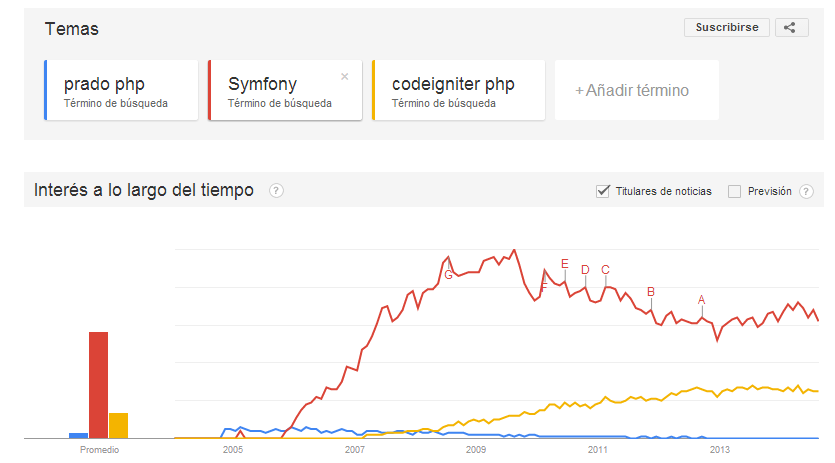 Temas
Suscribirse
prado php
Término de búsqueda
Symfony
×
Término de búsqueda
codeigniter php
Término de búsqueda
+Añadir término
Interés a lo largo del tiempo ?
Titulares de noticias
Previsión ?
G
F
E
D
C
B
A
Promedio
2005
2007
2009
2011
2013